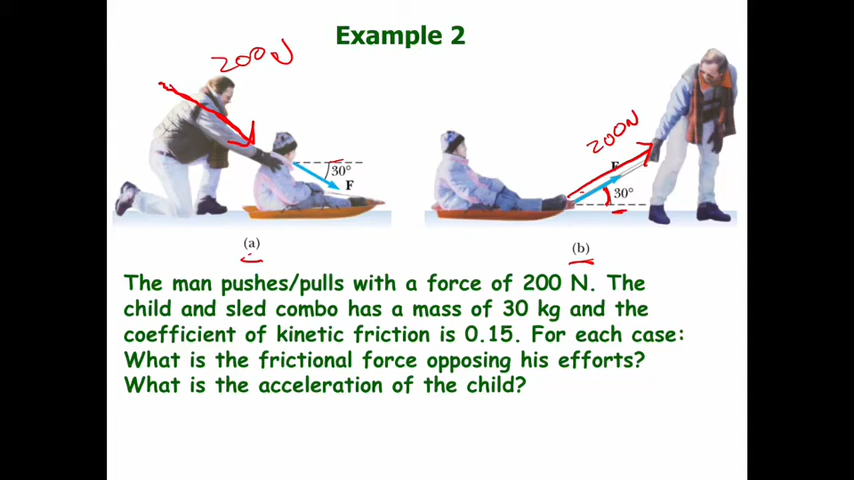 Example 2
200N
200N
30°
F
F
30°
(a)
(b)
The man pushes/pulls with a force of 200 N. The
child and sled combo has a mass of 30 kg and the
coefficient of kinetic friction is 0.15. For each case:
What is the frictional force opposing his efforts?
What is the acceleration of the child?